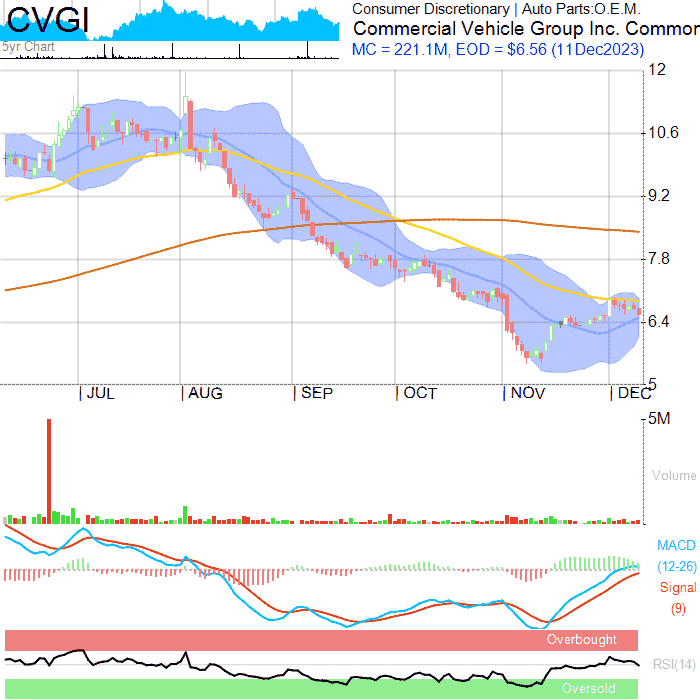 CVGI
5yr Chart
Consumer Discretionary | Auto Parts:O.E.M.
Commercial Vehicle Group Inc. Common
MC = 221.1M, EOD = $6.56 (11Dec2023)
12
10.6
9.2
7.8
6.4
5
JUL
AUG
SEP
OCT
NOV
DEC
5M
Volume
MACD
(12-26)
Signal
(9)
Overbought
RSI(14)
Oversold